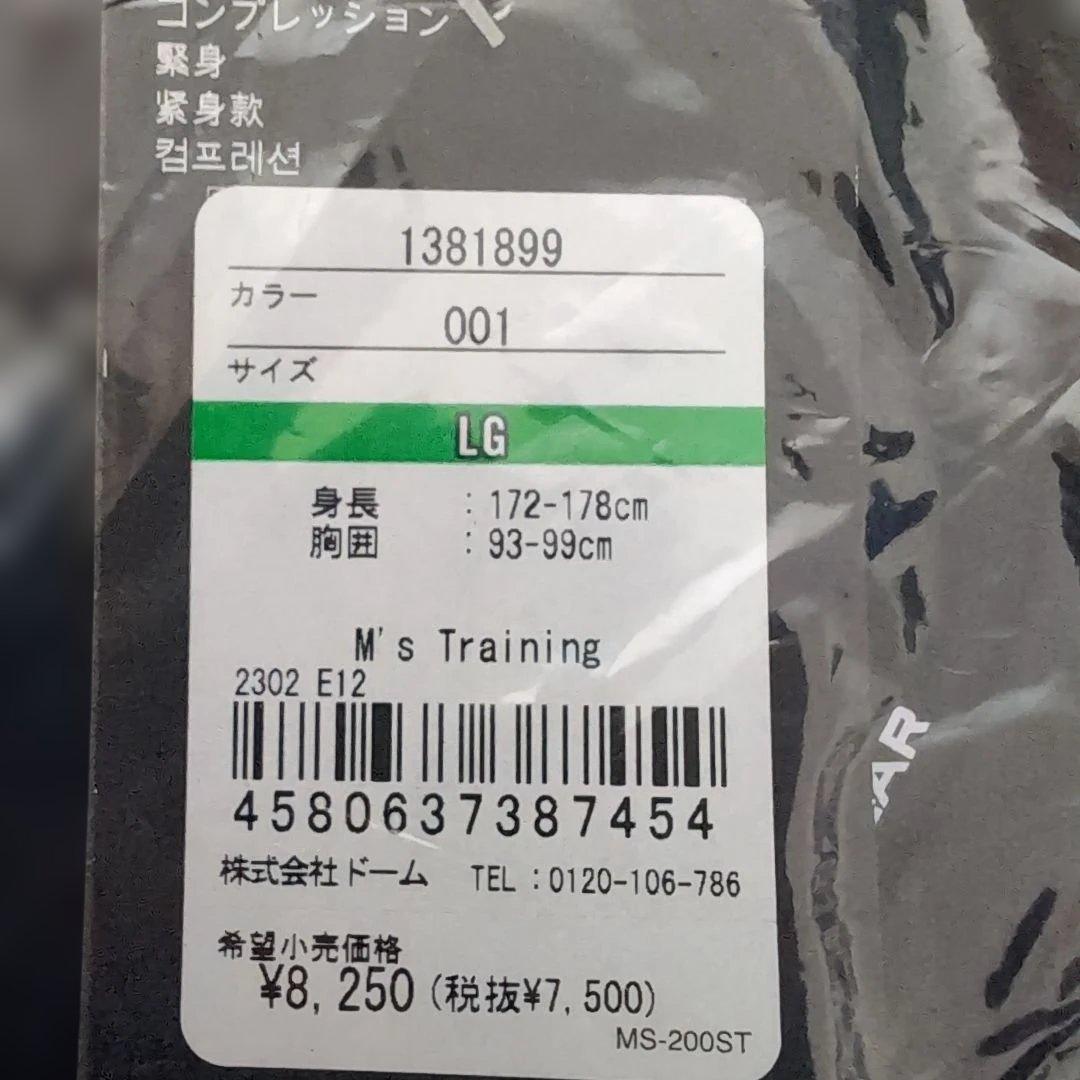 コンプレッション
緊身
紧身款
컴프레션
1381899
カラー
001
サイズ
LG
身長 : 172-178cm
胸囲 : 93-99cm
M's Training
2302 E12
4580637387454
株式会社ドーム TEL:0120-106-786
希望小売価格
¥8,250(税抜¥7,500)
MS-200ST
AR